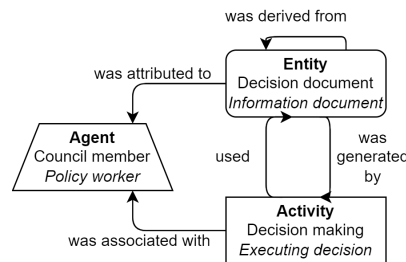 was derived from
Entity
Decision document
Information document
was attributed to
Agent
Council member
Policy worker
used
was
generated
by
Activity
Decision making
Executing decision
was associated with